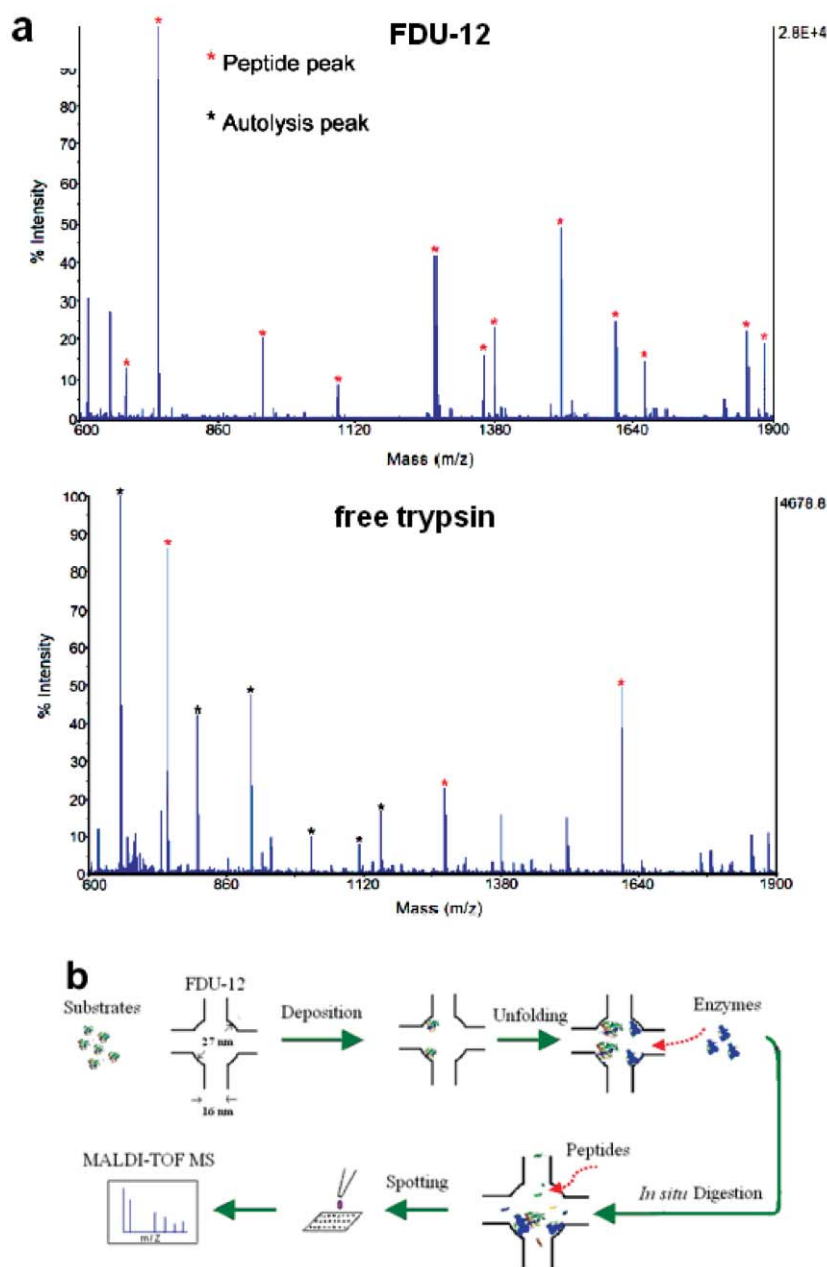 a
FDU-12
2.8E+4
* Peptide peak
* Autolysis peak
90
80
70
60
50
40
30
20
10
0
% Intensity
600 860 1120 1380 1640 1900
Mass (m/z)
free trypsin
4678.8
100
90
80
70
60
50
40
30
20
10
0
% Intensity
600 860 1120 1380 1640 1900
Mass (m/z)
b
FDU-12
Substrates
Deposition
Unfolding
Enzymes
27 nm
16 nm
Peptides
MALDI-TOF MS
Spotting
In situ Digestion
m/Z